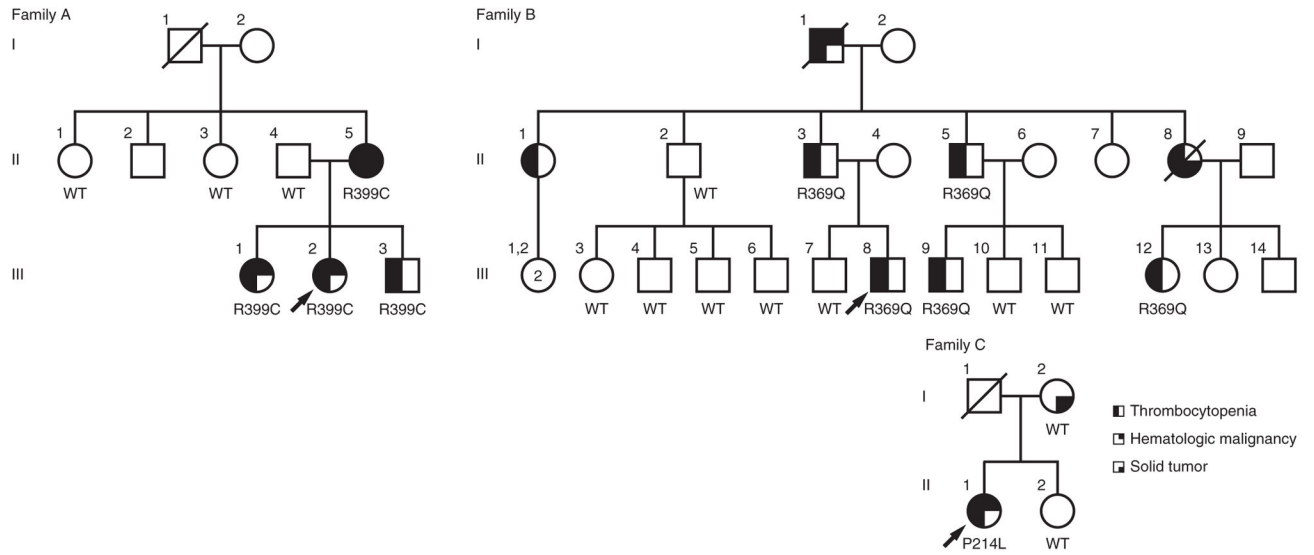 Family A
1 2
I
1 2 3 4 5
II
WT WT WT R399C
1 2 3
III
R399C R399C R399C
Family B
1 2
I
1 2 3 4 5 6 7 8 9
II
WT R369Q R369Q
1,2 3 4 5 6 7 8 9 10 11 12 13 14
III
2
WT WT WT WT WT R369Q R369Q WT WT R369Q
Family C
1 2
I
WT
Thrombocytopenia
Hematologic malignancy
Solid tumor
1 2
II
P214L WT